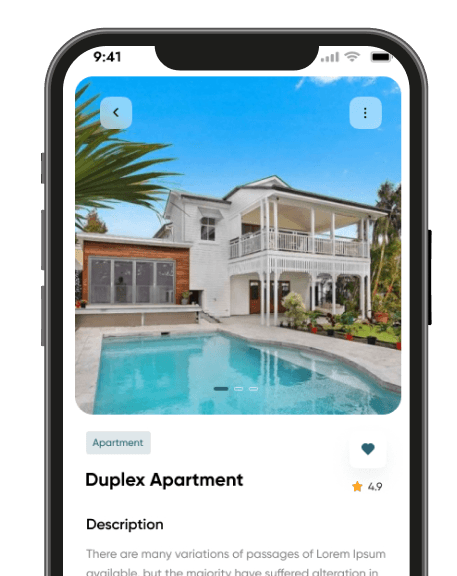 9:41
Apartment
Duplex Apartment
4.9
Description
There are many variations of passages of Lorem Ipsum
available, but the majority have suffered alteration in